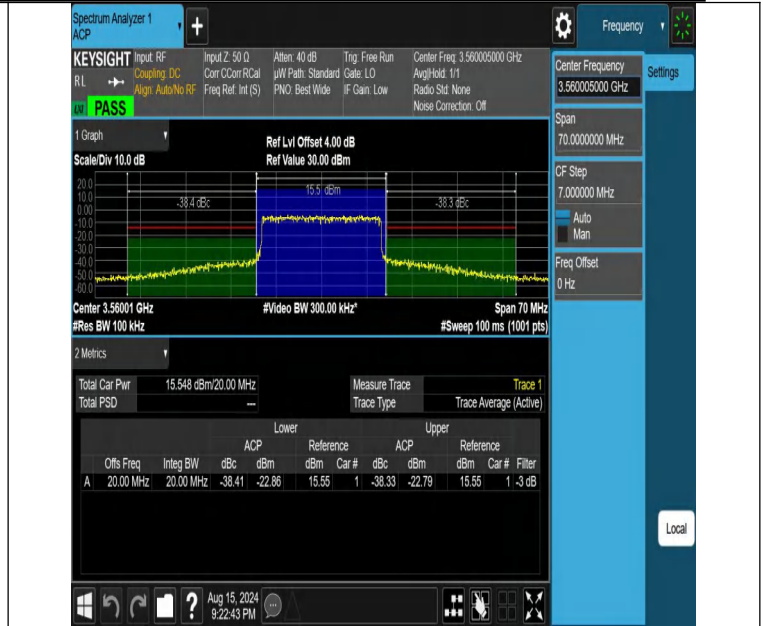 Spectrum Analyzer 1
ACP
+
Frequency
KEYSIGHT Input: RF Input Z: 50 Ω Atten: 40 dB Trig: Free Run Center Freq: 3.560005000 GHz
RL Coupling: DC Corr CCorr RCal µW Path: Standard Gate: LO Avg|Hold: 1/1
Align: Auto/No RF Freq Ref: Int (S) PNO: Best Wide IF Gain: Low Radio Std: None
PASS Noise Correction: Off
Center Frequency
3.560005000 GHz
Settings
Span
70.0000000 MHz
CF Step
7.000000 MHz
Auto
Man
Freq Offset
0 Hz
1 Graph
Ref Lvl Offset 4.00 dB
Scale/Div 10.0 dB Ref Value 30.00 dBm
20.0
10.0
0.00
-10.0
-20.0
-30.0
-40.0
-50.0
-60.0
-38.4 dBc 15.5 dBm -38.3 dBc
Center 3.56001 GHz #Video BW 300.00 kHz* Span 70 MHz
#Res BW 100 kHz #Sweep 100 ms (1001 pts)
2 Metrics
Total Car Pwr 15.548 dBm/20.00 MHz Measure Trace Trace 1
Total PSD --- Trace Type Trace Average (Active)
Lower Upper
ACP Reference ACP Reference
Offs Freq Integ BW dBc dBm dBm Car # dBc dBm dBm Car # Filter
A 20.00 MHz 20.00 MHz -38.41 -22.86 15.55 1 -38.33 -22.79 15.55 1 -3 dB
Local
? Aug 15, 2024
9:22:43 PM